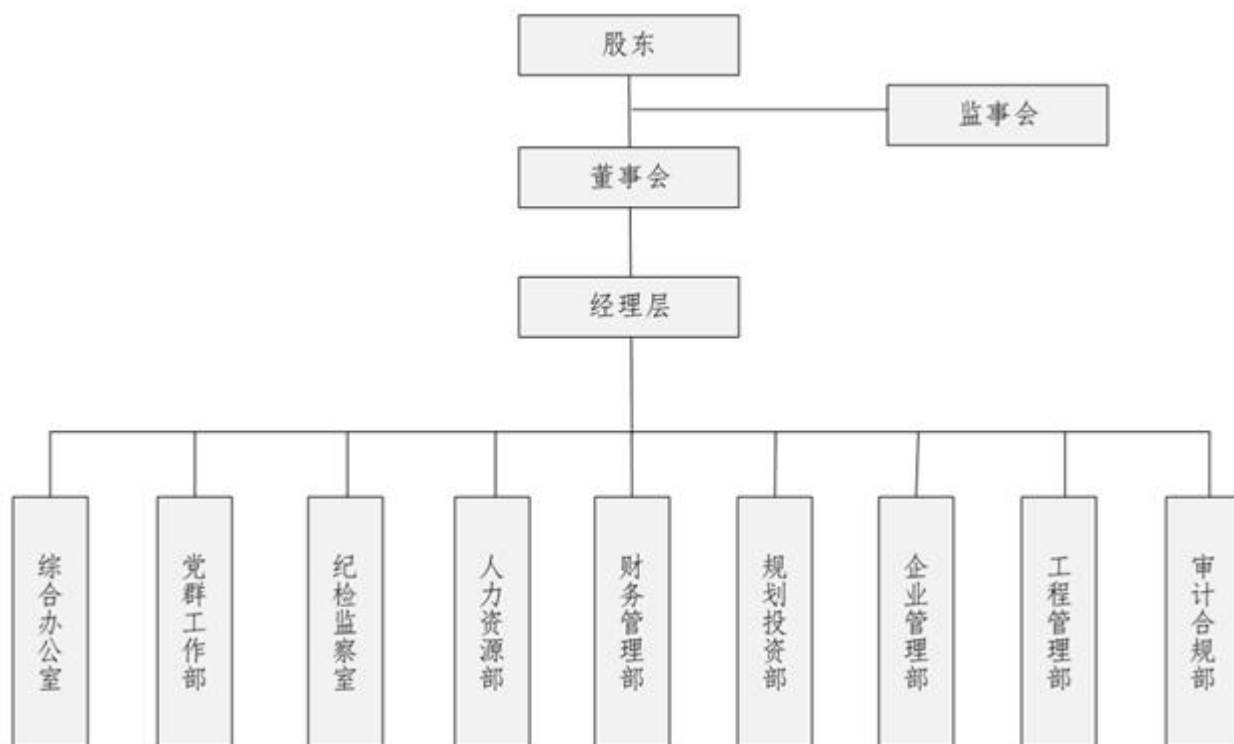 股东
监事会
董事会
经理层
综合办公室
党群工作部
纪检监察室
人力资源部
财务管理部
规划投资部
企业管理部
工程管理部
审计合规部